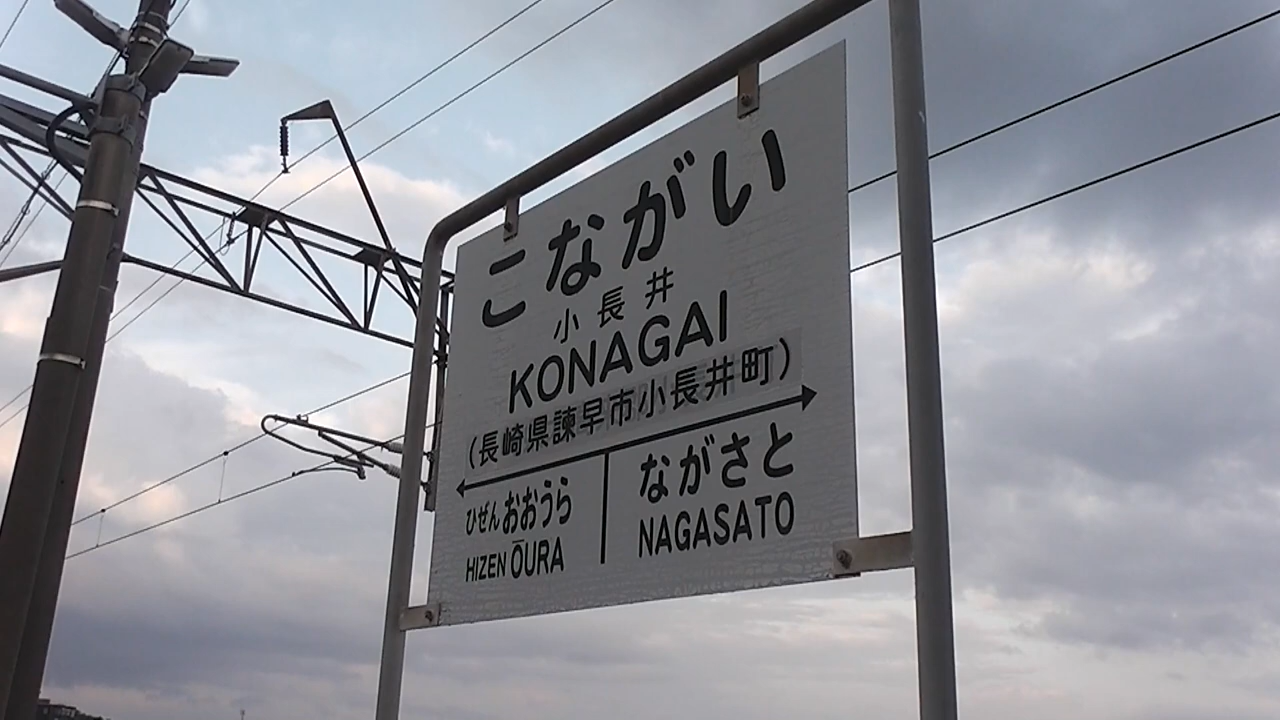 こながい
小長井
KONAGAI
(長崎県諫早市小長井町)
ひぜんおおうら
HIZEN ŌURA
ながさと
NAGASATO